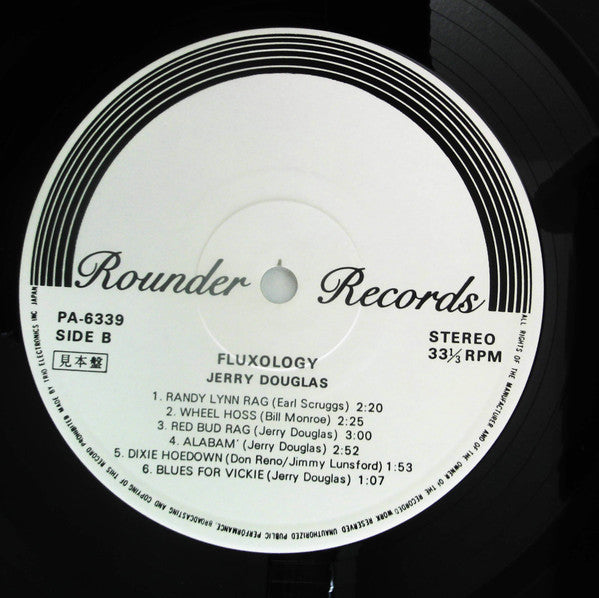 Rounder Records
PA-6339
SIDE B
見本盤
STEREO
33⅓ RPM
FLUXOLOGY
JERRY DOUGLAS
1. RANDY LYNN RAG (Earl Scruggs) 2:20
2. WHEEL HOSS (Bill Monroe) 2:25
3. RED BUD RAG (Jerry Douglas) 3:00
4. ALABAM' (Jerry Douglas) 2:52
5. DIXIE HOEDOWN (Don Reno/Jimmy Lunsford) 1:53
6. BLUES FOR VICKIE (Jerry Douglas) 1:07
ALL RIGHTS OF THE MANUFACTURER AND OF THE OWNER OF THE RECORDED WORK RESERVED UNAUTHORIZED PUBLIC PERFORMANCE, BROADCASTING AND COPYING OF THIS RECORD PROHIBITED MADE BY TRIO ELECTRONICS INC JAPAN